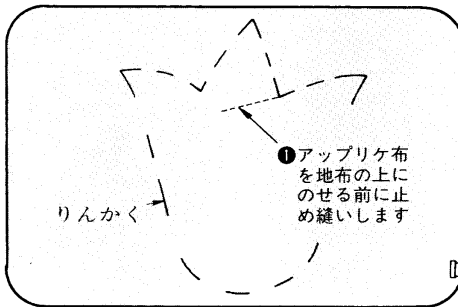 ❶アップリケ布
を地布の上に
のせる前に止
め縫いします
りんかく